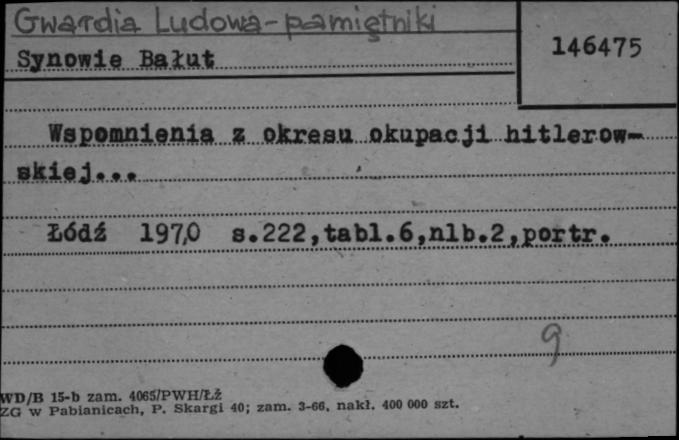 Gwardia Ludowa - pamiętniki
Synowie Bałut
146475
Wspomnienia z okresu okupacji hitlerow-
skiej...
Łódź 1970 s.222,tabl.6,nlb.2,portr.
9
WD/B 15-b zam. 4065/PWH/Łż
ZG w Pabianicach, P. Skargi 40; zam. 3-66, nakł. 400 000 szt.